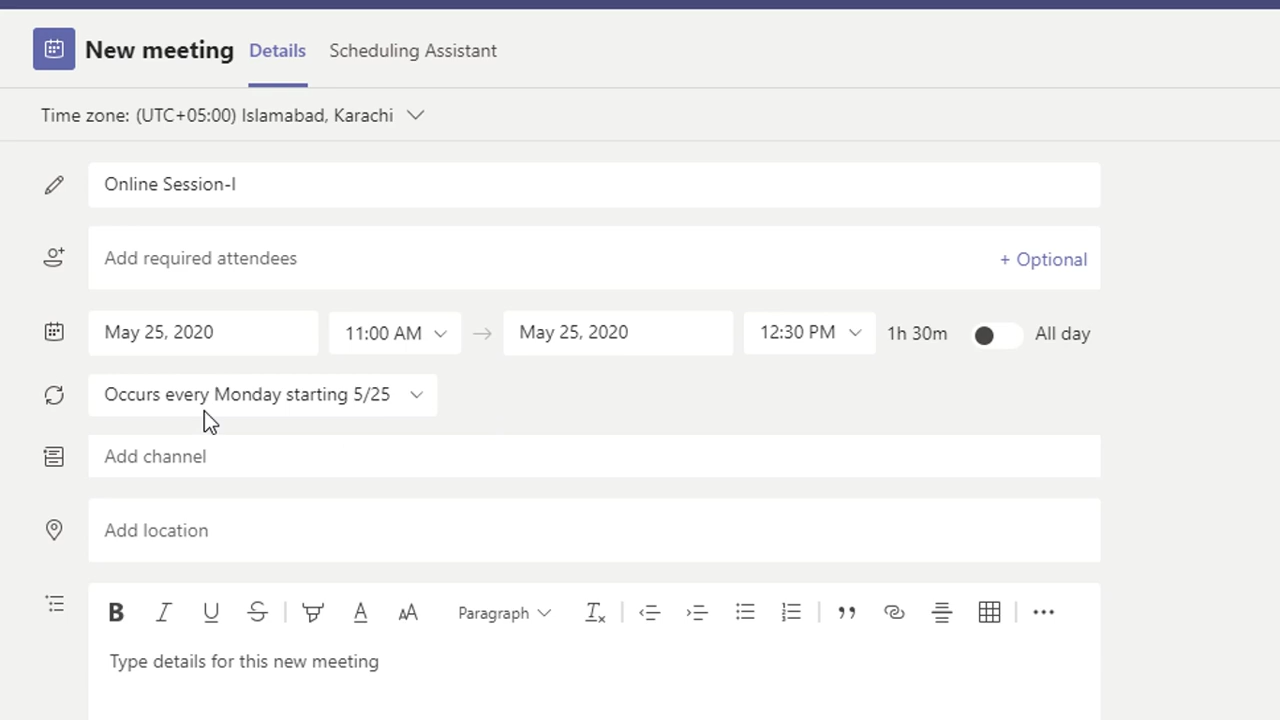 New meeting Details Scheduling Assistant
Time zone: (UTC+05:00) Islamabad, Karachi
Online Session-I
Add required attendees + Optional
May 25, 2020 11:00 AM → May 25, 2020 12:30 PM 1h 30m All day
Occurs every Monday starting 5/25
Add channel
Add location
B I U S A AA Paragraph Tx
Type details for this new meeting